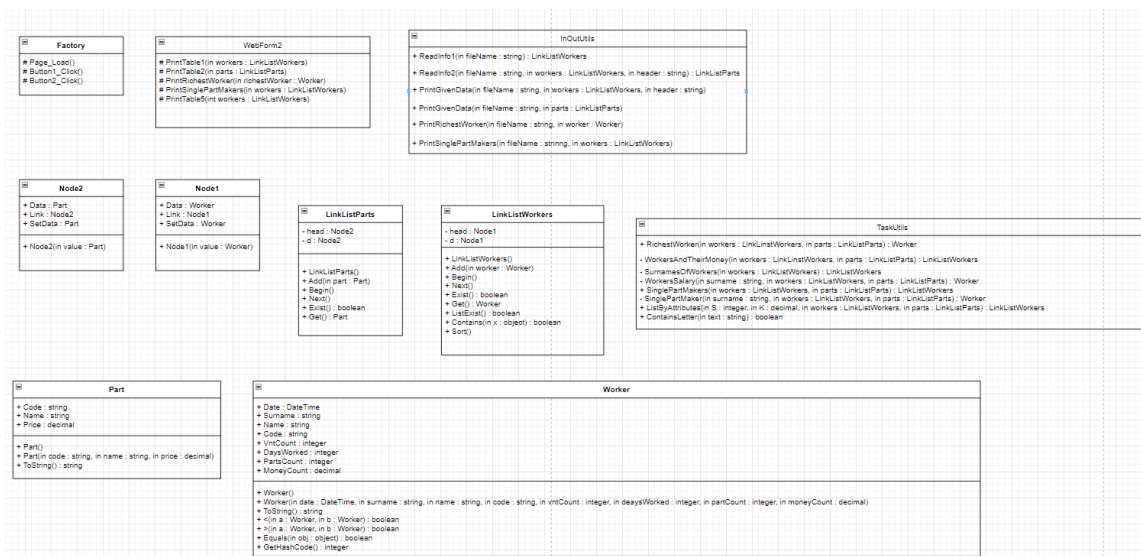 Factory
# Page_Load()
# Button1_Click()
# Button2_Click()
WebForm2
# PrintTable1(in workers : LinkListWorkers)
# PrintTable2(in parts : LinkListParts)
# PrintRichestWorker(in richestWorker : Worker)
# PrintSinglePartMakers(in workers : LinkListWorkers)
# PrintTable5(int workers : LinkListWorkers)
InOutUtils
+ ReadInfo1(in fileName : string) : LinkListWorkers
+ ReadInfo2(in fileName : string, in workers : LinkListWorkers, in header : string) : LinkListParts
+ PrintGivenData(in fileName : string, in workers : LinkListWorkers, in header : string)
+ PrintGivenData(in fileName : string, in parts : LinkListParts)
+ PrintRichestWorker(in fileName : string, in worker : Worker)
+ PrintSinglePartMakers(in fileName : strinng, in workers : LInkListWorkers)
Node2
+ Data : Part
+ Link : Node2
+ SetData : Part
+ Node2(in value : Part)
Node1
+ Data : Worker
+ Link : Node1
+ SetData : Worker
+ Node1(in value : Worker)
LinkListParts
- head : Node2
- d : Node2
+ LinkListParts()
+ Add(in part : Part)
+ Begin()
+ Next()
+ Exist() : boolean
+ Get() : Part
LinkListWorkers
- head : Node1
- d : Node1
+ LinkListWorkers()
+ Add(in worker : Worker)
+ Begin()
+ Next()
+ Exist() : boolean
+ Get() : Worker
+ ListExist() : boolean
+ Contains(in x : object) : boolean
+ Sort()
TaskUtils
+ RichestWorker(in workers : LinkLinstWorkers, in parts : LinkListParts) : Worker
- WorkersAndTheirMoney(in workers : LinkLinstWorkers, in parts : LinkListParts) : LinkListWorkers
- SurnamesOfWorkers(in workers : LinkListWorkers) : LinkListWorkers
- WorkersSalary(in surname : string, in workers : LinkListWorkers, in parts : LinkListParts) : Worker
+ SinglePartMakers(in workers : LinkListWorkers, in parts : LinkListParts) : LinkListWorkers
- SinglePartMaker(in surname : string, in workers : LinkListWorkers, in parts : LinkListParts) : Worker
+ ListByAttributes(in S : integer, in K : decimal, in workers : LinkListWorkers, in parts : LinkListParts) : LinkListWorkers
+ ContainsLetter(in text : string) : boolean
Part
+ Code : string
+ Name : string
+ Price : decimal
+ Part()
+ Part(in code : string, in name : string, in price : decimal)
+ ToString() : string
Worker
+ Date : DateTime
+ Surname : string
+ Name : string
+ Code : string
+ VntCount : integer
+ DaysWorked : integer
+ PartsCount : integer
+ MoneyCount : decimal
+ Worker()
+ Worker(in date : DateTime, in surname : string, in name : string, in code : string, in vntCount : integer, in deaysWorked : integer, in partCount : integer, in moneyCount : decimal)
+ ToString() : string
+ <(in a : Worker, in b : Worker) : boolean
+ >(in a : Worker, in b : Worker) : boolean
+ Equals(in obj : object) : boolean
+ GetHashCode() : integer